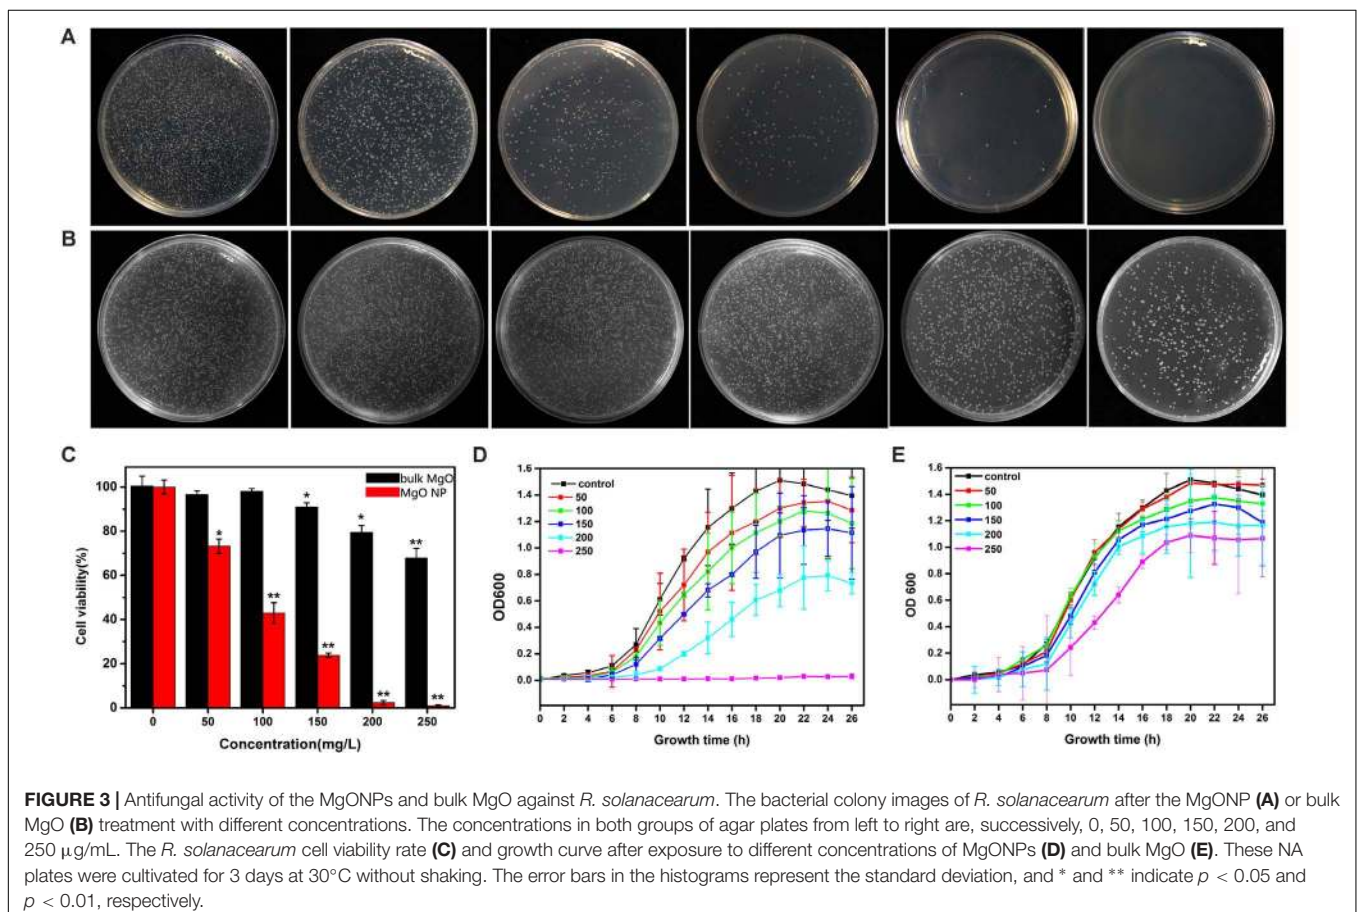 A
B
C
bulk MgO
MgO NP
Cell viability(%)
100
80
60
40
20
0
*
**
**
*
**
*
**
**
0 50 100 150 200 250
Concentration(mg/L)
D
OD600
1.6
1.4
1.2
1.0
0.8
0.6
0.4
0.2
0.0
control
50
100
150
200
250
0 2 4 6 8 10 12 14 16 18 20 22 24 26
Growth time (h)
E
OD 600
1.6
1.4
1.2
1.0
0.8
0.6
0.4
0.2
0.0
control
50
100
150
200
250
0 2 4 6 8 10 12 14 16 18 20 22 24 26
Growth time (h)
FIGURE 3 | Antifungal activity of the MgONPs and bulk MgO against R. solanacearum. The bacterial colony images of R. solanacearum after the MgONP (A) or bulk
MgO (B) treatment with different concentrations. The concentrations in both groups of agar plates from left to right are, successively, 0, 50, 100, 150, 200, and
250 μg/mL. The R. solanacearum cell viability rate (C) and growth curve after exposure to different concentrations of MgONPs (D) and bulk MgO (E). These NA
plates were cultivated for 3 days at 30°C without shaking. The error bars in the histograms represent the standard deviation, and * and ** indicate p < 0.05 and
p < 0.01, respectively.